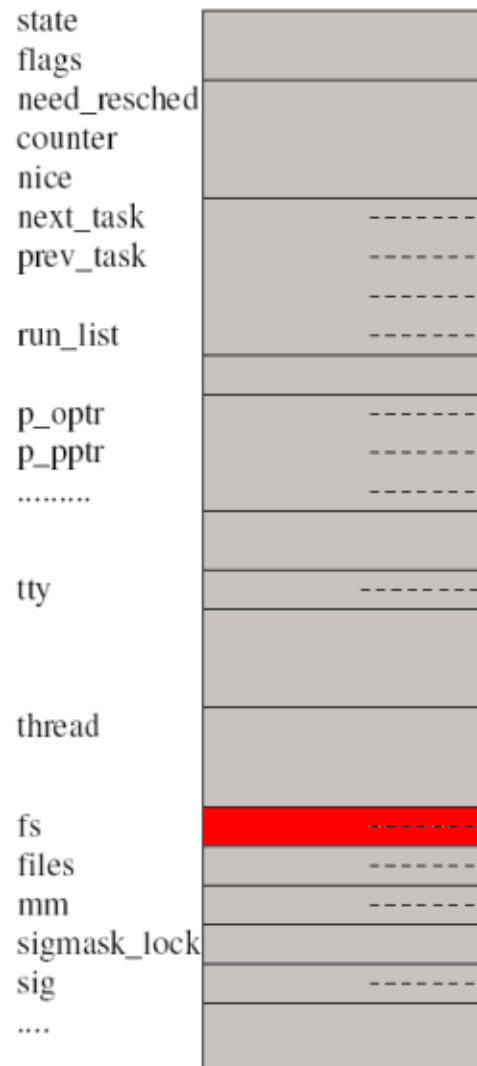 state
flags
need_resched
counter
nice
next_task
prev_task
run_list
p_optr
p_pptr
.........
tty
thread
fs
files
mm
sigmask_lock
sig
....